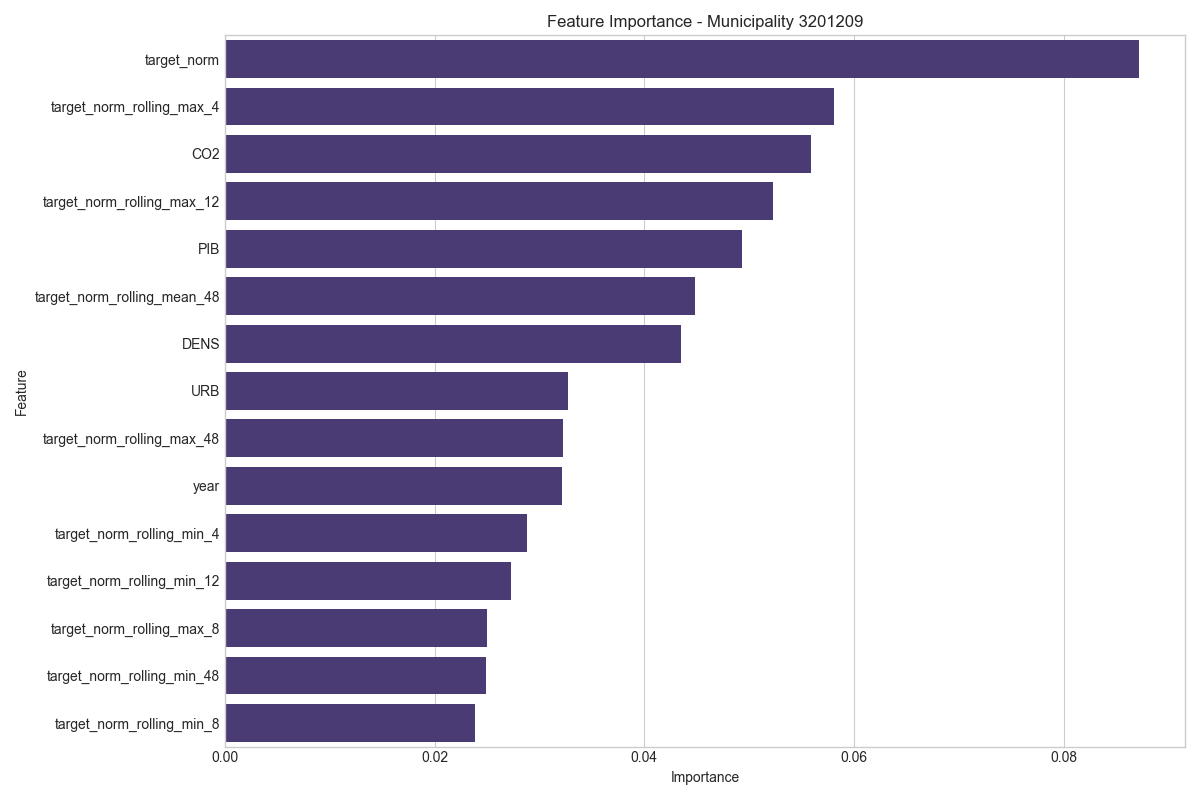 Feature Importance - Municipality 3201209
target_norm
target_norm_rolling_max_4
CO2
target_norm_rolling_max_12
PIB
target_norm_rolling_mean_48
DENS
URB
target_norm_rolling_max_48
year
target_norm_rolling_min_4
target_norm_rolling_min_12
target_norm_rolling_max_8
target_norm_rolling_min_48
target_norm_rolling_min_8
Feature
0.00 0.02 0.04 0.06 0.08
Importance